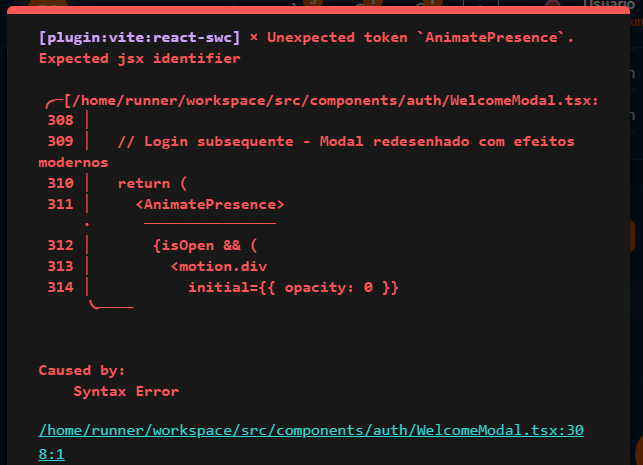 Usuário
[plugin:vite:react-swc] × Unexpected token `AnimatePresence`.
Expected jsx identifier
╭─[/home/runner/workspace/src/components/auth/WelcomeModal.tsx:
308 │
309 │ // Login subsequente - Modal redesenhado com efeitos
modernos
310 │ return (
311 │ <AnimatePresence>
· ───────────────
312 │ {isOpen && (
313 │ <motion.div
314 │ initial={{ opacity: 0 }}
╰────
Caused by:
Syntax Error
/home/runner/workspace/src/components/auth/WelcomeModal.tsx:30
8:1